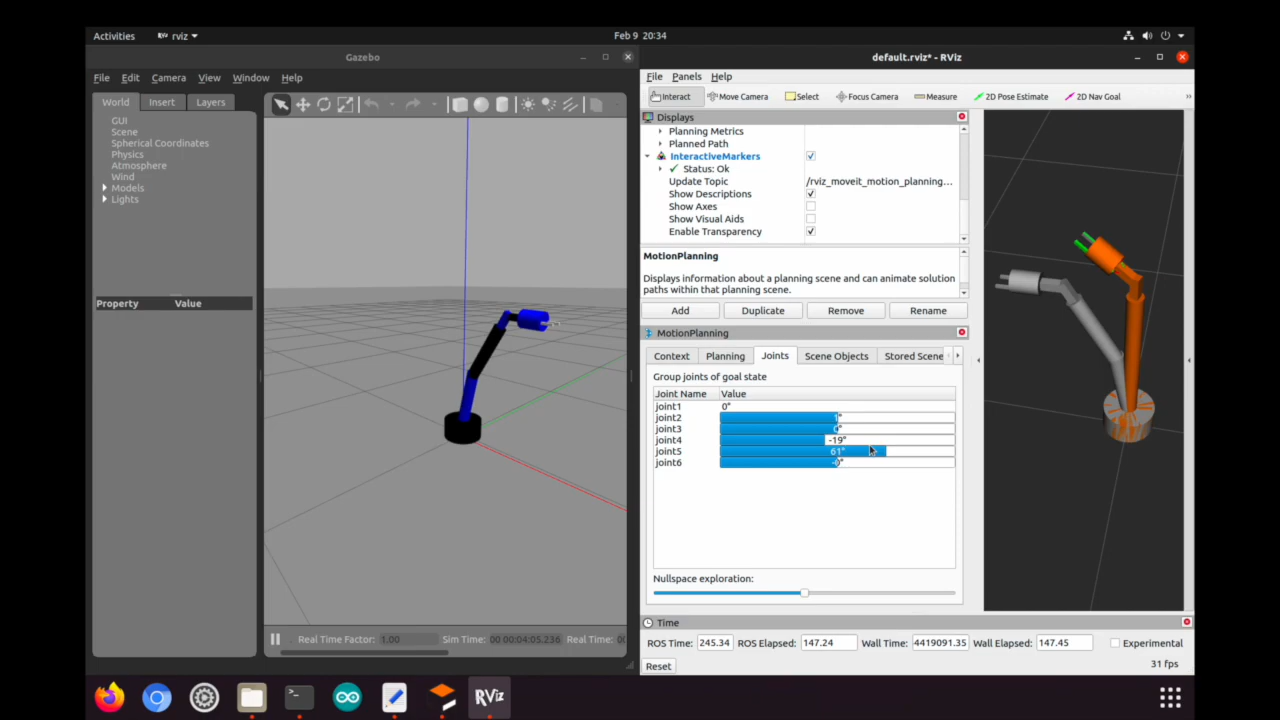 Activities
rviz
Feb 9 20:34
Gazebo
File Edit Camera View Window Help
World Insert Layers
GUI
Scene
Spherical Coordinates
Physics
Atmosphere
Wind
Models
Lights
Property Value
Real Time Factor: 1.00 Sim Time: 00 00:04:05.236 Real Time:
default.rviz* - RViz
File Panels Help
Interact Move Camera Select Focus Camera Measure 2D Pose Estimate 2D Nav Goal
Displays
Planning Metrics
Planned Path
InteractiveMarkers
Status: Ok
Update Topic /rviz_moveit_motion_planning...
Show Descriptions
Show Axes
Show Visual Aids
Enable Transparency
MotionPlanning
Displays information about a planning scene and can animate solution
paths within that planning scene.
Add Duplicate Remove Rename
MotionPlanning
Context Planning Joints Scene Objects Stored Scene
Group joints of goal state
Joint Name Value
joint1 0°
joint2 1°
joint3 0°
joint4 -19°
joint5 61°
joint6 -0°
Nullspace exploration:
Time
ROS Time: 245.34 ROS Elapsed: 147.24 Wall Time: 4419091.35 Wall Elapsed: 147.45 Experimental
Reset
31 fps
RViz